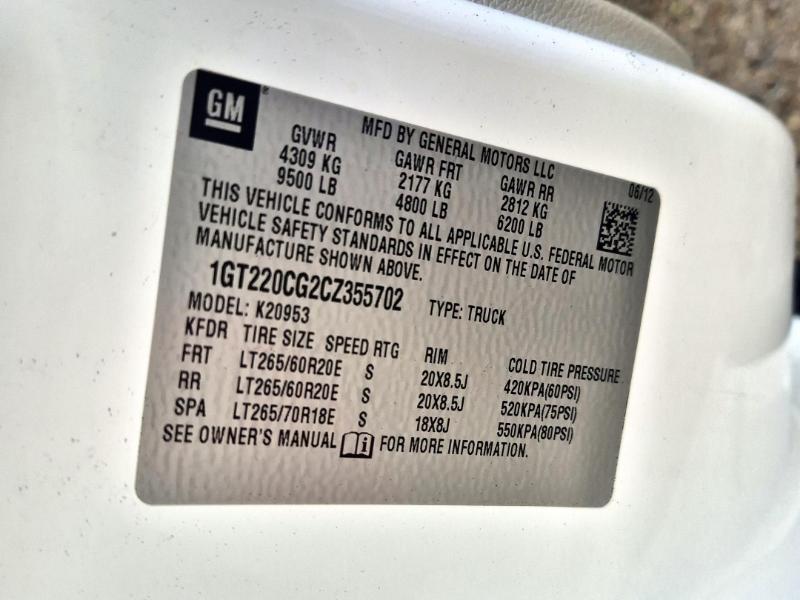 GM
MFD BY GENERAL MOTORS LLC
GVWR GAWR FRT GAWR RR 06/12
4309 KG 2177 KG 2812 KG
9500 LB 4800 LB 6200 LB
THIS VEHICLE CONFORMS TO ALL APPLICABLE U.S. FEDERAL MOTOR
VEHICLE SAFETY STANDARDS IN EFFECT ON THE DATE OF
MANUFACTURE SHOWN ABOVE.
1GT220CG2CZ355702 TYPE: TRUCK
MODEL: K20953
KFDR TIRE SIZE SPEED RTG RIM COLD TIRE PRESSURE
FRT LT265/60R20E S 20X8.5J 420KPA(60PSI)
RR LT265/60R20E S 20X8.5J 520KPA(75PSI)
SPA LT265/70R18E S 18X8J 550KPA(80PSI)
SEE OWNER'S MANUAL i FOR MORE INFORMATION.